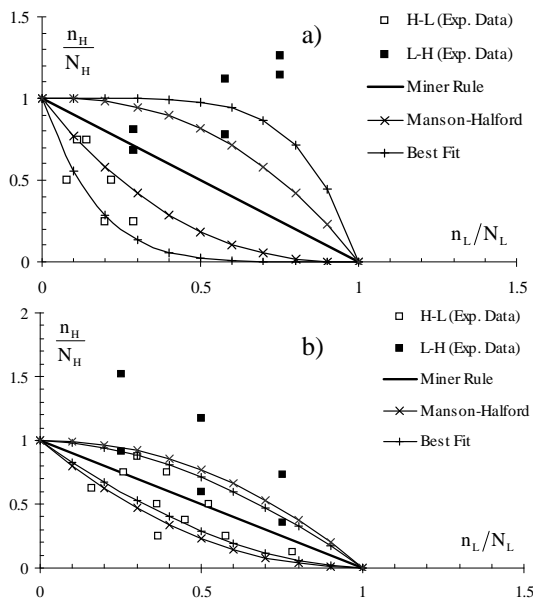 1.5
n_H
N_H
a)
□ H-L (Exp. Data)
■ L-H (Exp. Data)
Miner Rule
Manson-Halford
Best Fit
1
0.5
n_L/N_L
0
0
0.5
1
1.5
2
n_H
N_H
b)
□ H-L (Exp. Data)
■ L-H (Exp. Data)
Miner Rule
Manson-Halford
Best Fit
1.5
1
0.5
n_L/N_L
0
0
0.5
1
1.5